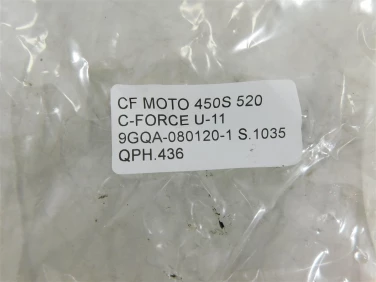 CF MOTO 450S 520
C-FORCE U-11
9GQA-080120-1 S.1035
QPH.436